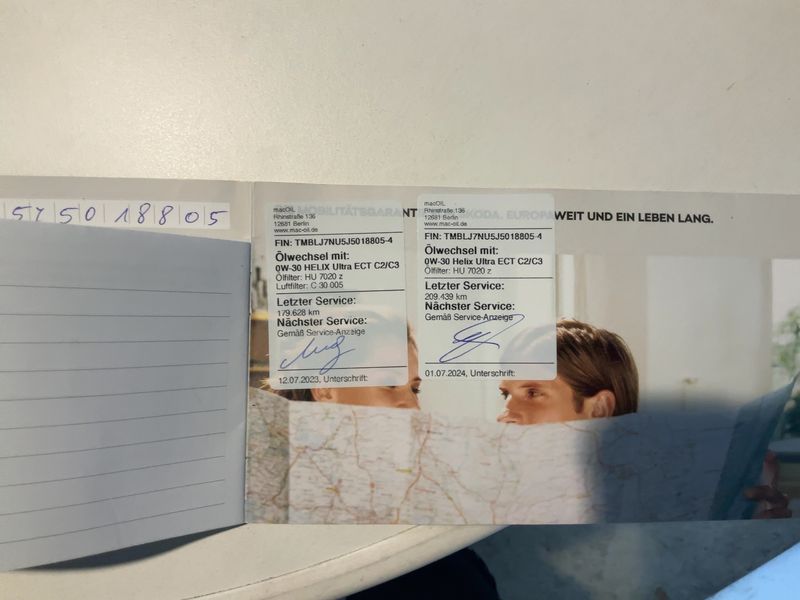 5J5018805
MOBILITÄTSGARANT KODA. EUROPAWEIT UND EIN LEBEN LANG.
macOIL
Rhinstraße 136
12681 Berlin
www.mac-oil.de
FIN: TMBLJ7NU5J5018805-4
Ölwechsel mit:
0W-30 HELIX Ultra ECT C2/C3
Ölfilter: HU 7020 z
Luftfilter: C 30 005
Letzter Service:
179.628 km
Nächster Service:
Gemäß Service-Anzeige
12.07.2023, Unterschrift:
macOIL
Rhinstraße 136
12681 Berlin
www.mac-oil.de
FIN: TMBLJ7NU5J5018805-4
Ölwechsel mit:
0W-30 Helix Ultra ECT C2/C3
Ölfilter: HU 7020 z
Letzter Service:
209.439 km
Nächster Service:
Gemäß Service-Anzeige
01.07.2024, Unterschrift: